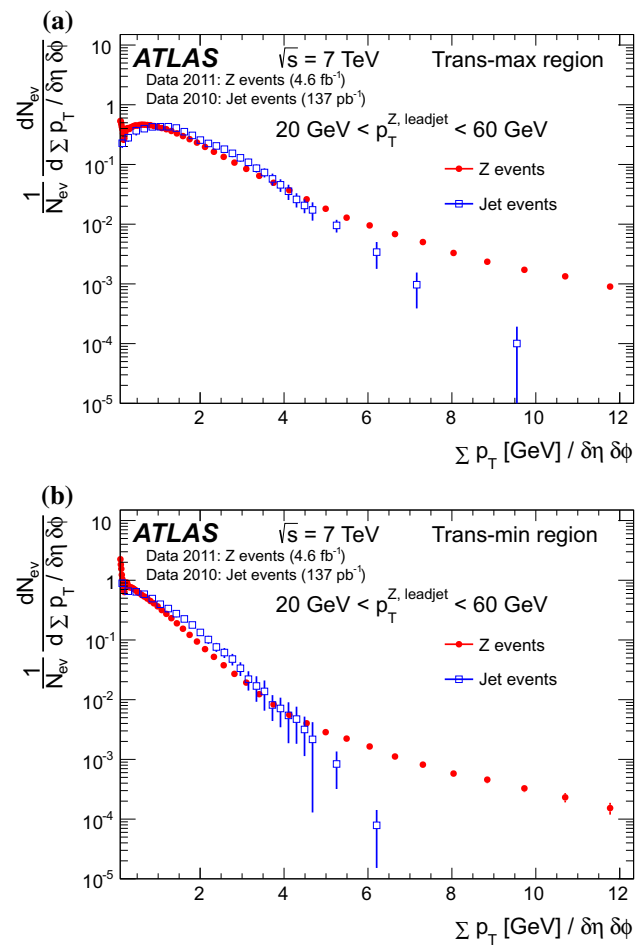 (a)
10
1
10⁻¹
10⁻²
10⁻³
10⁻⁴
10⁻⁵
1/N_ev dN_ev/d ∑ p_T / δη δϕ
ATLAS √s = 7 TeV Trans-max region
Data 2011: Z events (4.6 fb⁻¹)
Data 2010: Jet events (137 pb⁻¹)
20 GeV < p_T^{Z, leadjet} < 60 GeV
Z events
Jet events
2 4 6 8 10 12
∑ p_T [GeV] / δη δϕ
(b)
10
1
10⁻¹
10⁻²
10⁻³
10⁻⁴
10⁻⁵
1/N_ev dN_ev/d ∑ p_T / δη δϕ
ATLAS √s = 7 TeV Trans-min region
Data 2011: Z events (4.6 fb⁻¹)
Data 2010: Jet events (137 pb⁻¹)
20 GeV < p_T^{Z, leadjet} < 60 GeV
Z events
Jet events
2 4 6 8 10 12
∑ p_T [GeV] / δη δϕ